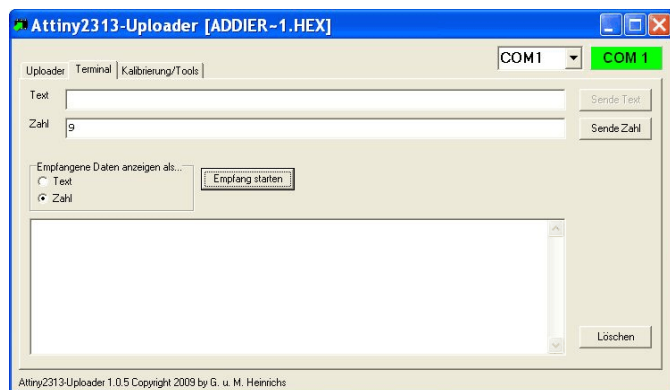 Attiny2313-Uploader [ADDIER~1.HEX]
COM1
COM 1
Uploader Terminal Kalibrierung/Tools
Text
Sende Text
Zahl 9
Sende Zahl
Empfangene Daten anzeigen als...
Text
Zahl
Empfang starten
Löschen
Attiny2313-Uploader 1.0.5 Copyright 2009 by G. u. M. Heinrichs